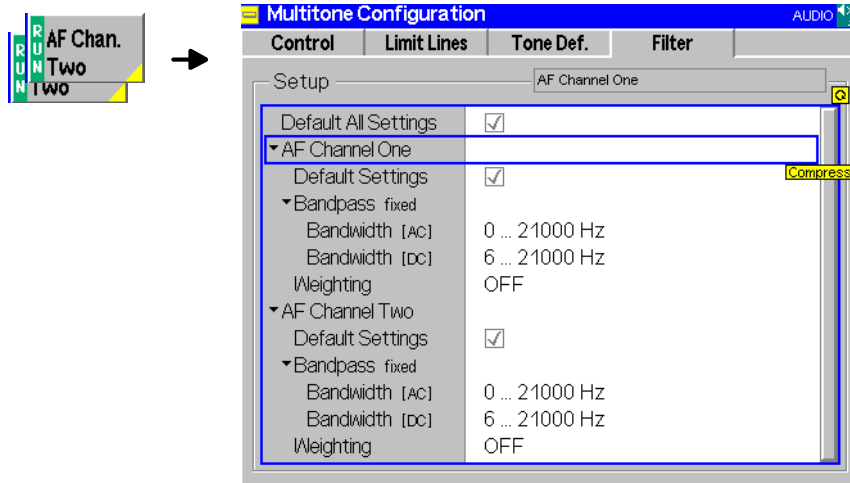 RUN AF Chan.
Two
RUN Two
Multitone Configuration AUDIO
Control Limit Lines Tone Def. Filter
Setup AF Channel One
Default All Settings
AF Channel One
Compress
Default Settings
Bandpass fixed
Bandwidth [AC] 0 ... 21000 Hz
Bandwidth [DC] 6 ... 21000 Hz
Weighting OFF
AF Channel Two
Default Settings
Bandpass fixed
Bandwidth [AC] 0 ... 21000 Hz
Bandwidth [DC] 6 ... 21000 Hz
Weighting OFF